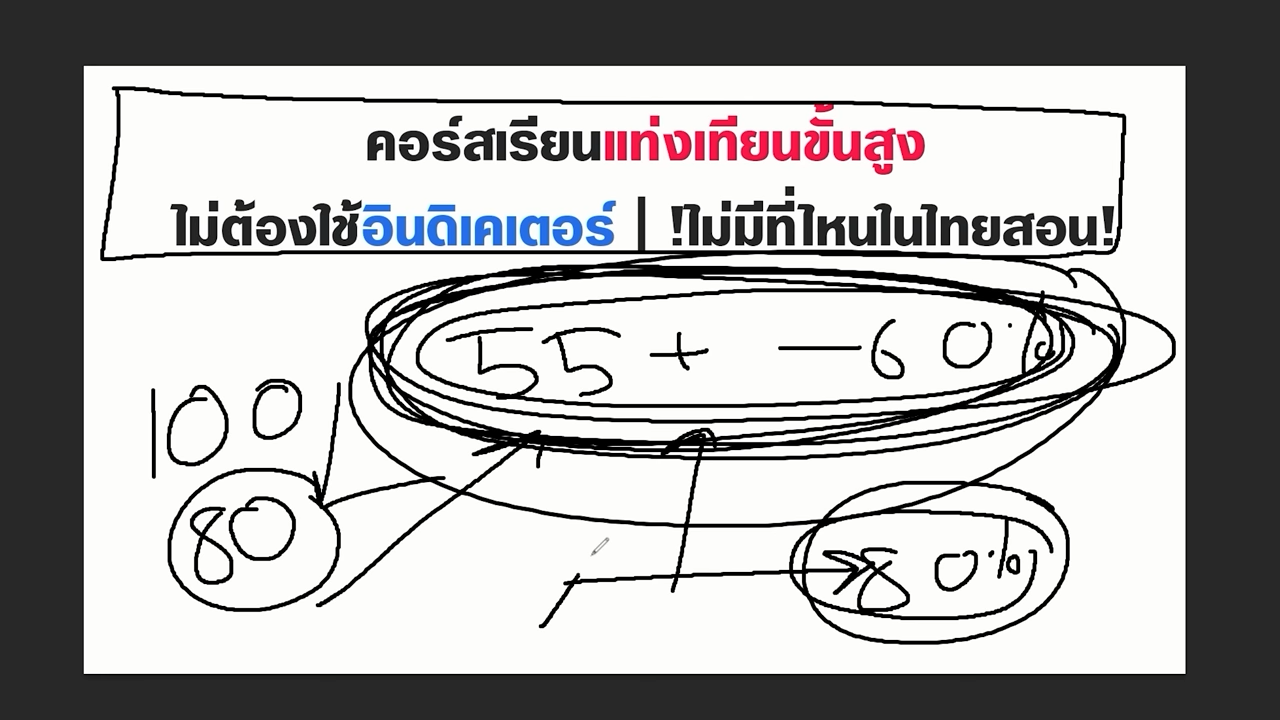 คอร์สเรียนแท่งเทียนขั้นสูง
ไม่ต้องใช้อินดิเคเตอร์ | !ไม่มีที่ไหนในไทยสอน!
55 + — 60%
100
80
80%